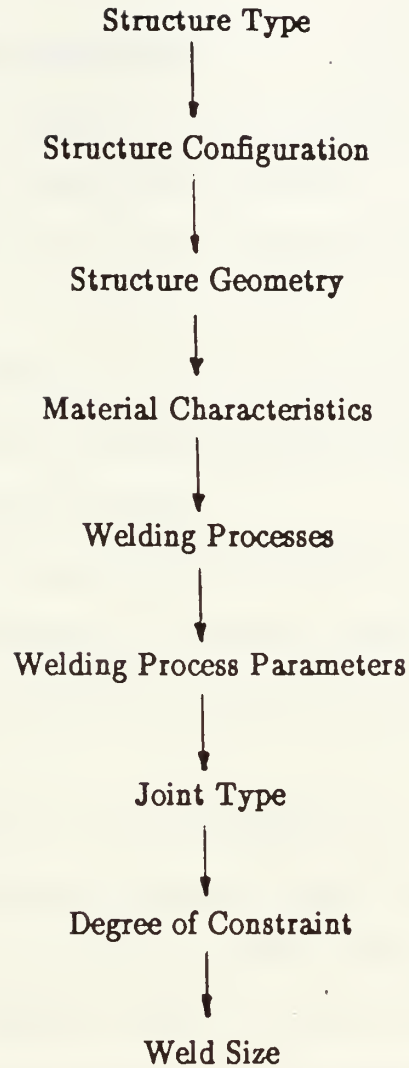 Structure Type
Structure Configuration
Structure Geometry
Material Characteristics
Welding Processes
Welding Process Parameters
Joint Type
Degree of Constraint
Weld Size